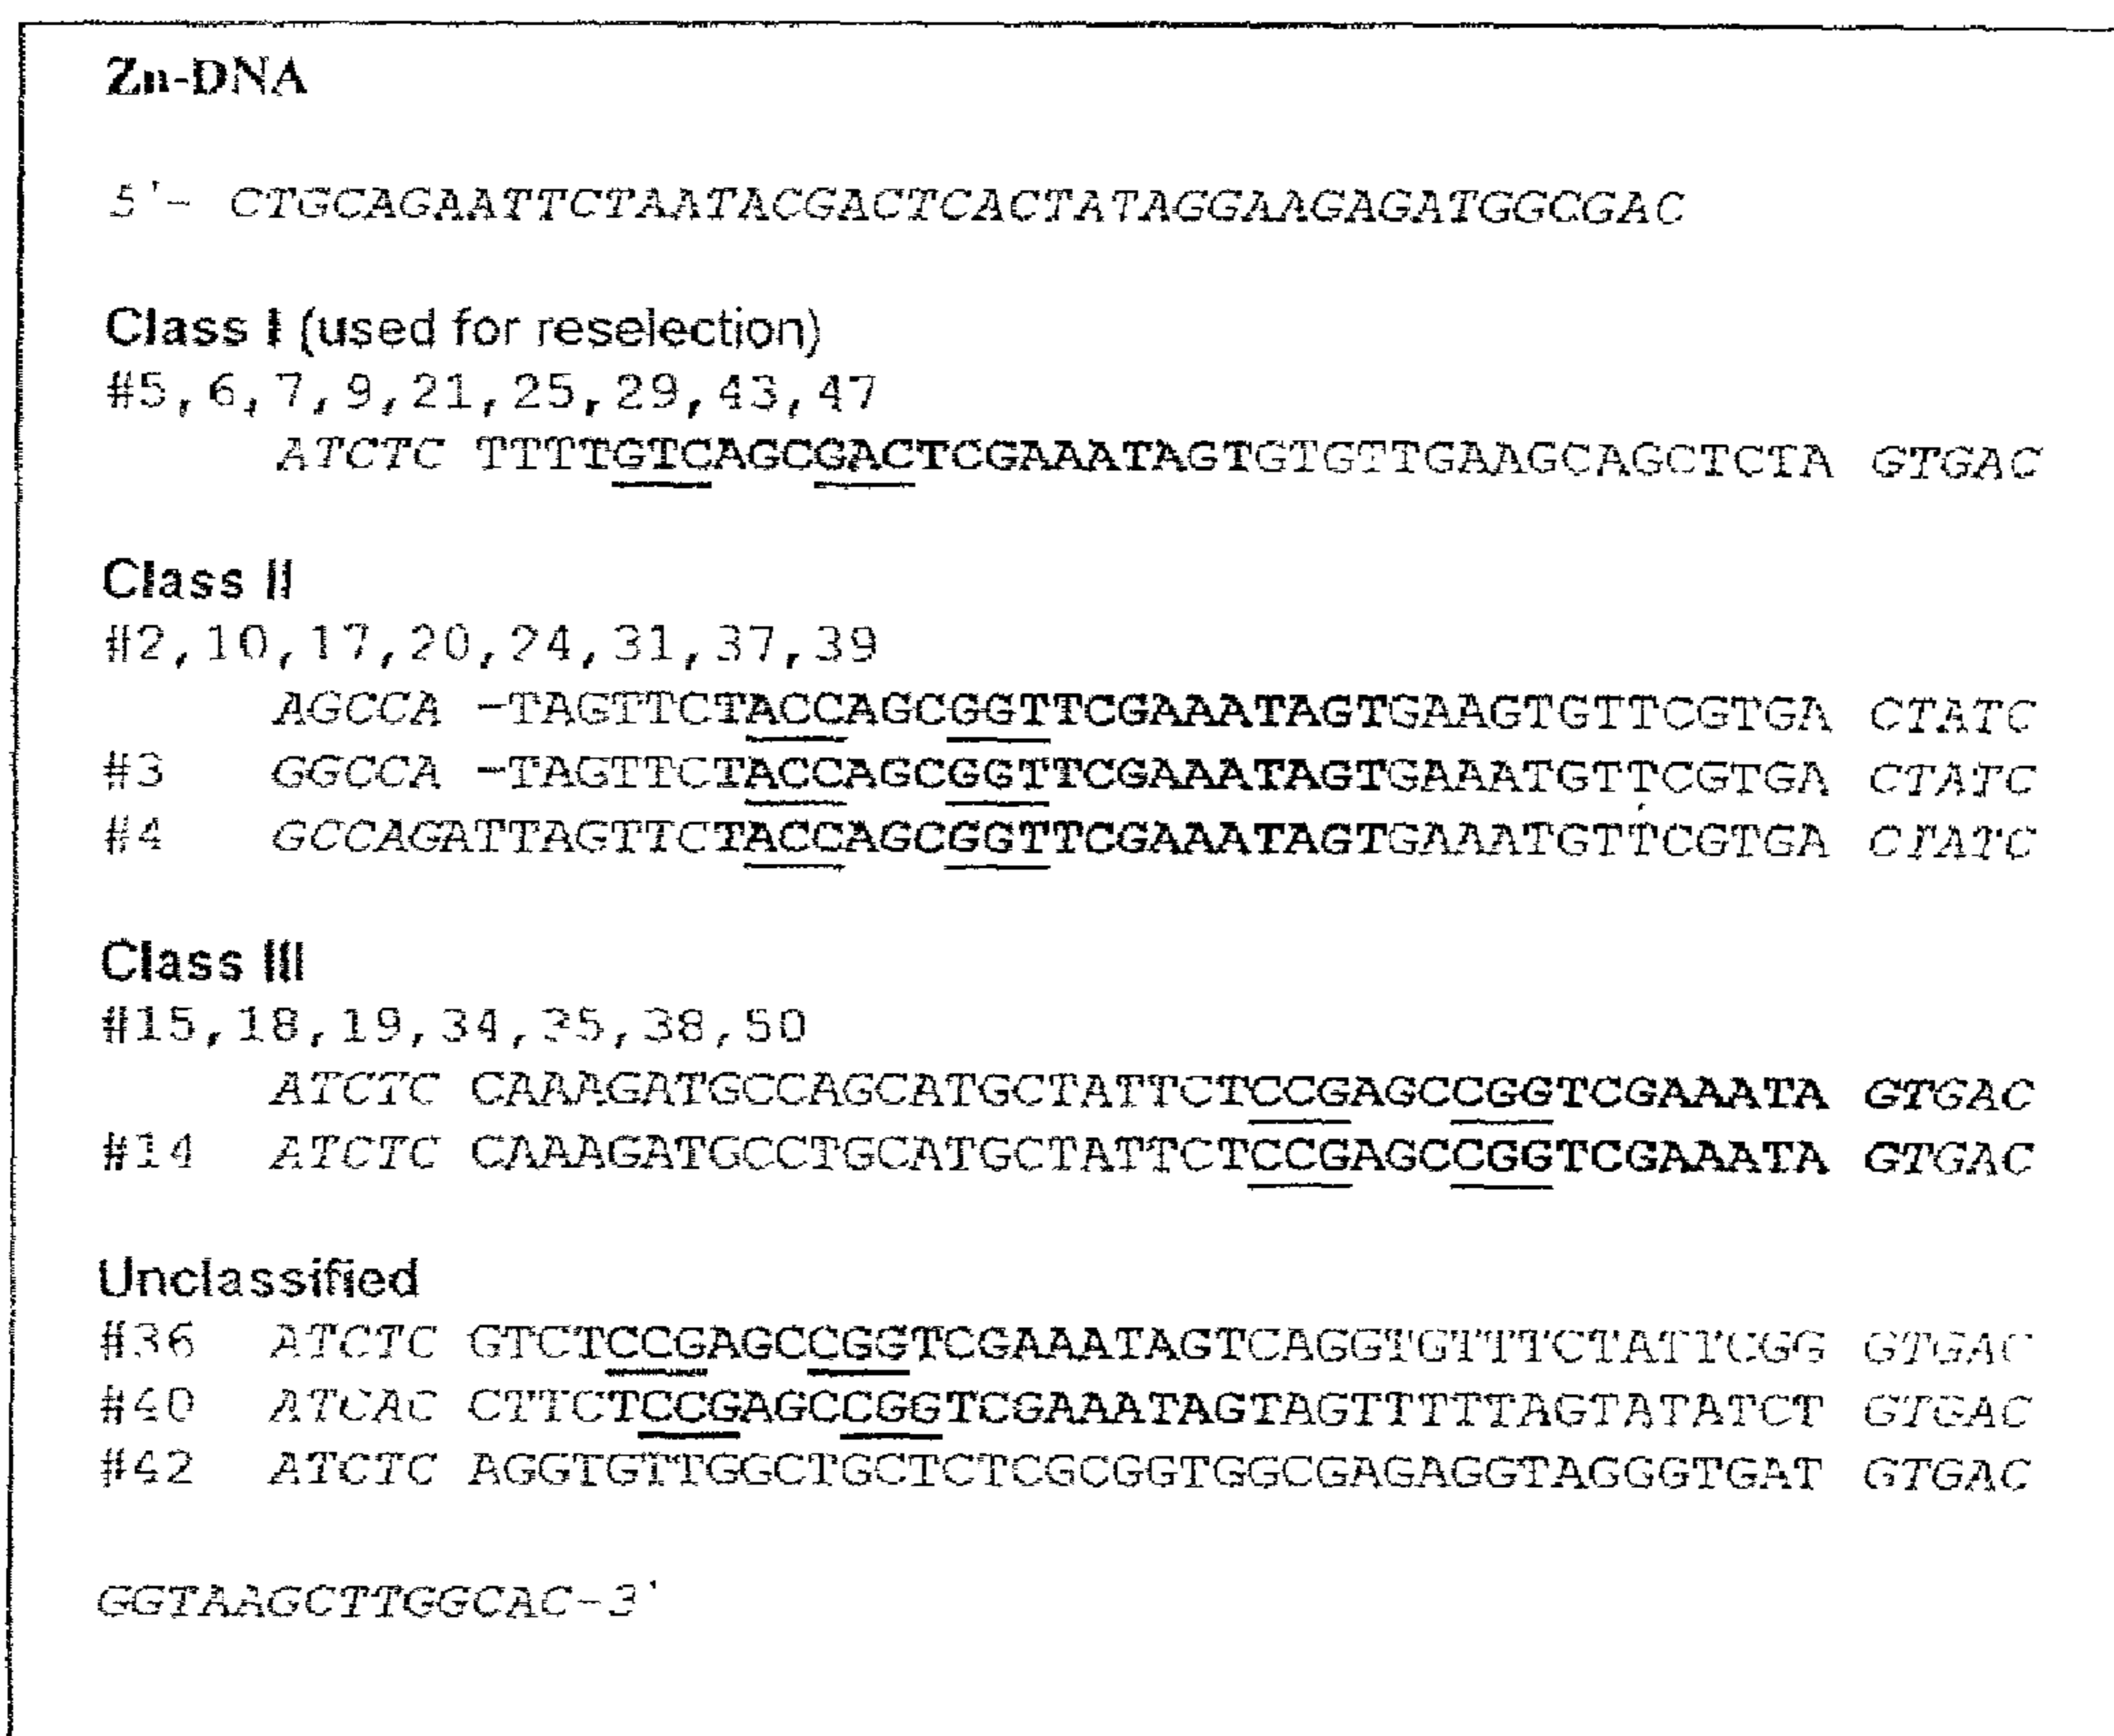 Zn-DNA
5'- CTGCAGAATTCTAATACGACTCACTATAGGAAGAGATGGCGAC
Class I (used for reselection)
#5,6,7,9,21,25,29,43,47
ATCTC TTTTGTCAGCGACTCGAAATAGTGTGTTGAAGCAGCTCTA GTGAC
Class II
#2,10,17,20,24,31,37,39
AGCCA -TAGTTCTACCAGCGGTTCGAAATAGTGAAGTGTTCGTGA CTATC
#3 GGCCA -TAGTTCTACCAGCGGTTCGAAATAGTGAAATGTTCGTGA CTATC
#4 GCCAGATTAGTTCTACCAGCGGTTCGAAATAGTGAAATGTTCGTGA CTATC
Class III
#15,18,19,34,35,38,50
ATCTC CAAAGATGCCAGCATGCTATTCTCCGAGCCGGTCGAAATA GTGAC
#14 ATCTC CAAAGATGCCTGCATGCTATTCTCCGAGCCGGTCGAAATA GTGAC
Unclassified
#36 ATCTC GTCTCCGAGCCGGTCGAAATAGTCAGGTGTTTCTATTCGG GTGAC
#40 ATCAC CTTCTCCGAGCCGGTCGAAATAGTAGTTTTTAGTATATCT GTGAC
#42 ATCTC AGGTGTTGGCTGCTCTCGCGGTGGCGAGAGGTAGGGTGAT GTGAC
GGTAAGCTTGGCAC-3'